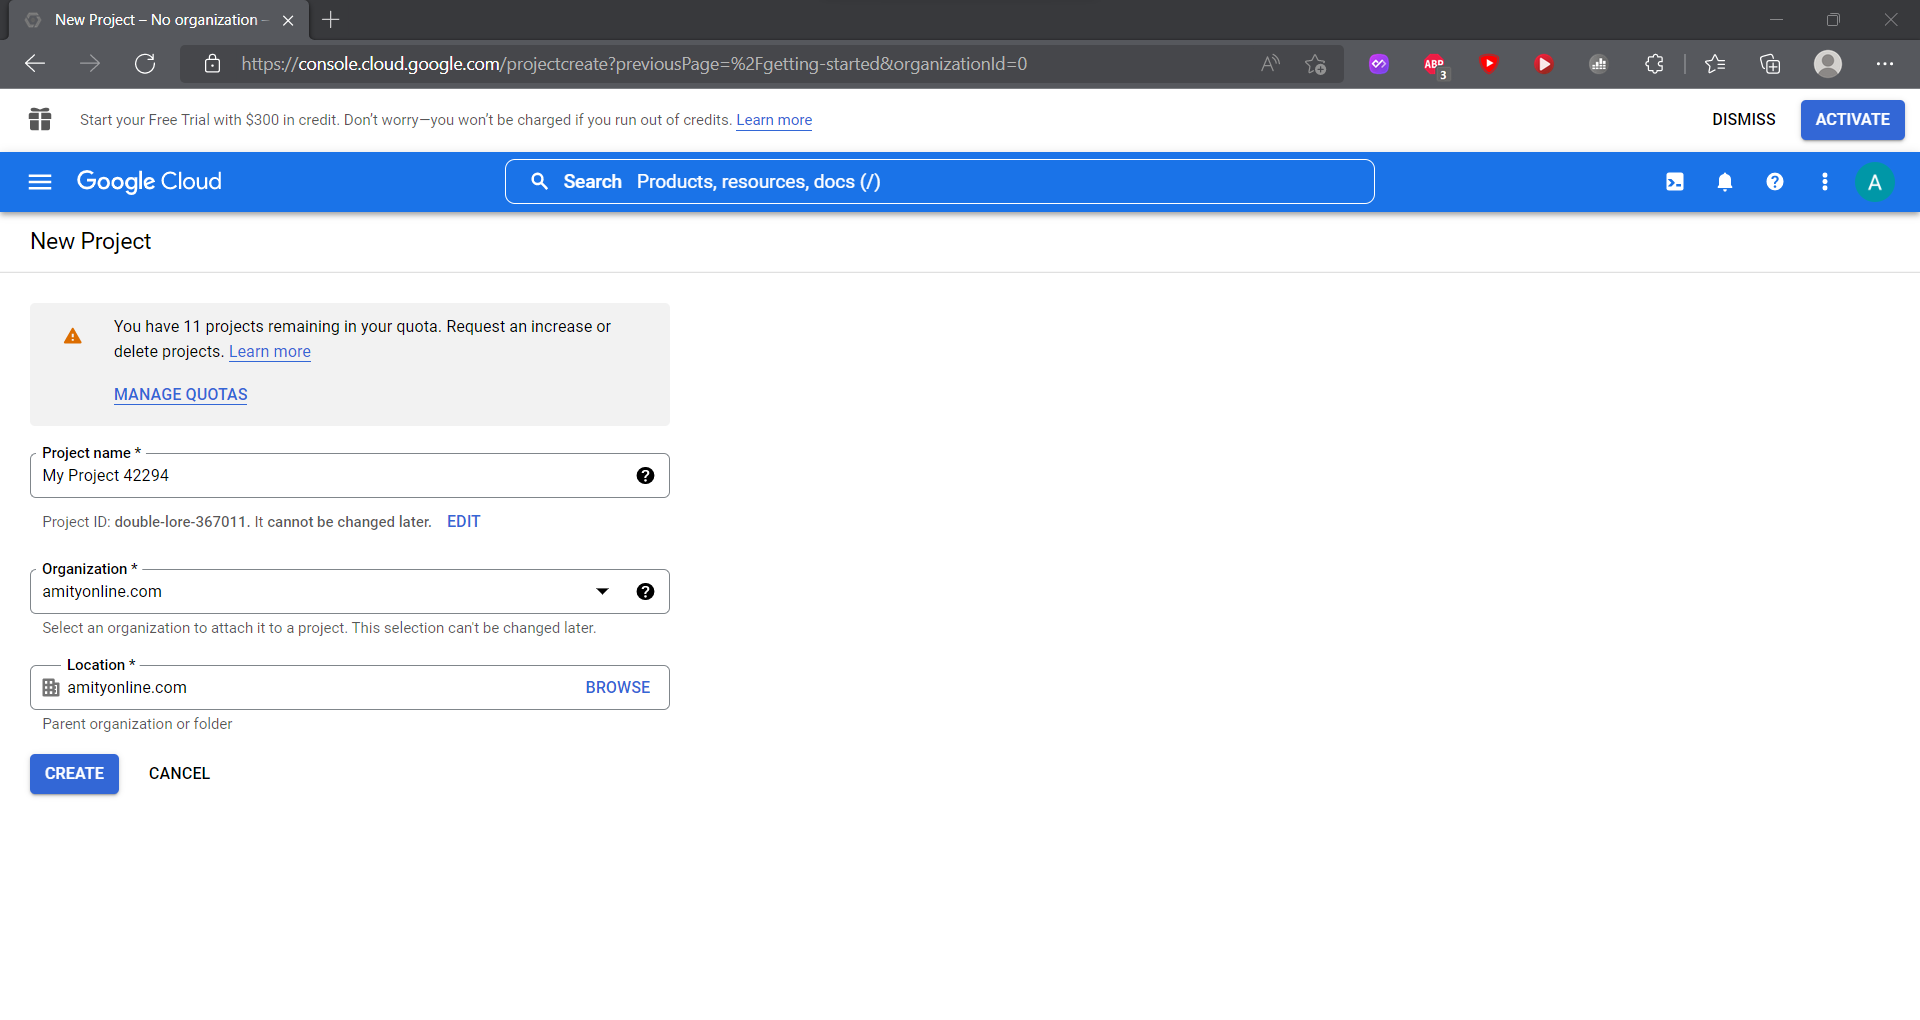 New Project – No organization –
https://console.cloud.google.com/projectcreate?previousPage=%2Fgetting-started&organizationId=0
ABP
3
Start your Free Trial with $300 in credit. Don't worry—you won't be charged if you run out of credits. Learn more
DISMISS
ACTIVATE
Google Cloud
Search Products, resources, docs (/)
A
New Project
You have 11 projects remaining in your quota. Request an increase or
delete projects. Learn more
MANAGE QUOTAS
Project name *
My Project 42294
Project ID: double-lore-367011. It cannot be changed later. EDIT
Organization *
amityonline.com
Select an organization to attach it to a project. This selection can't be changed later.
Location *
amityonline.com
BROWSE
Parent organization or folder
CREATE
CANCEL